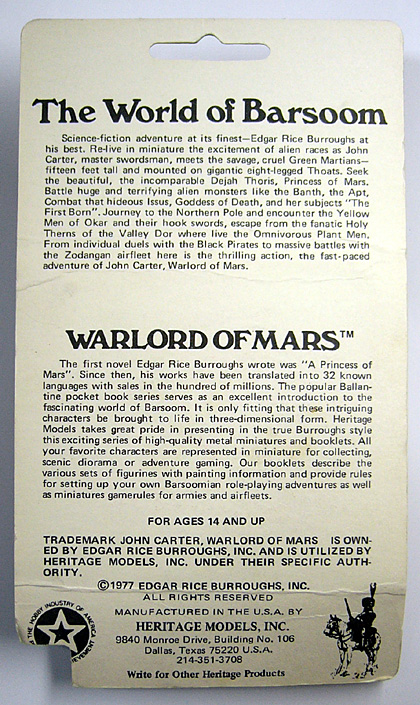 The World of Barsoom
Science-fiction adventure at its finest—Edgar Rice Burroughs at
his best. Re-live in miniature the excitement of alien races as John
Carter, master swordsman, meets the savage, cruel Green Martians—
fifteen feet tall and mounted on gigantic eight-legged Thoats. Seek
the beautiful, the incomparable Dejah Thoris, Princess of Mars.
Battle huge and terrifying alien monsters like the Banth, the Apt,
Combat that hideous Issus, Goddess of Death, and her subjects "The
First Born". Journey to the Northern Pole and encounter the Yellow
Men of Okar and their hook swords, escape from the fanatic Holy
Therns of the Valley Dor where live the Omnivorous Plant Men.
From individual duels with the Black Pirates to massive battles with
the Zodangan airfleet here is the thrilling action, the fast-paced
adventure of John Carter, Warlord of Mars.
WARLORD OF MARS™
The first novel Edgar Rice Burroughs wrote was "A Princess of
Mars". Since then, his works have been translated into 32 known
languages with sales in the hundred of millions. The popular Ballan-
tine pocket book series serves as an excellent introduction to the
fascinating world of Barsoom. It is only fitting that these intriguing
characters be brought to life in three-dimensional form. Heritage
Models takes great pride in presenting in the true Burroughs style
this exciting series of high-quality metal miniatures and booklets. All
your favorite characters are represented in miniature for collecting,
scenic diorama or adventure gaming. Our booklets describe the
various sets of figurines with painting information and provide rules
for setting up your own Barsoomian role-playing adventures as well
as miniatures gamerules for armies and airfleets.
FOR AGES 14 AND UP
TRADEMARK JOHN CARTER, WARLORD OF MARS IS OWN-
ED BY EDGAR RICE BURROUGHS, INC. AND IS UTILIZED BY
HERITAGE MODELS, INC. UNDER THEIR SPECIFIC AUTH-
ORITY.
©1977 EDGAR RICE BURROUGHS, INC.
ALL RIGHTS RESERVED
MANUFACTURED IN THE U.S.A. BY
HERITAGE MODELS, INC.
9840 Monroe Drive, Building No. 106
Dallas, Texas 75220 U.S.A.
214-351-3708
Write for Other Heritage Products
THE HOBBY INDUSTRY OF AMERICA